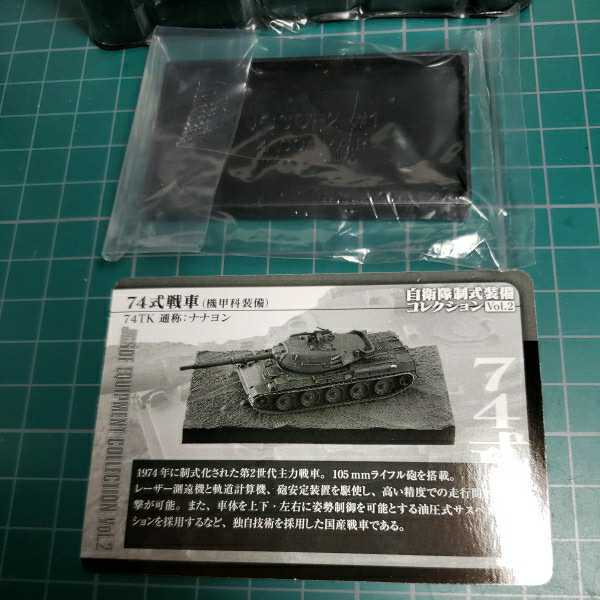 74式戦車(機甲科装備)
74TK 通称:ナナヨン
自衛隊制式装備
コレクション Vol.2
JGSDF EQUIPMENT COLLECTION Vol.2
74式
1974年に制式化された第2世代主力戦車。105mmライフル砲を搭載。
レーザー測遠機と軌道計算機、砲安定装置を駆使し、高い精度での走行間
撃が可能。また、車体を上下・左右に姿勢制御を可能とする油圧式サスペ
ションを採用するなど、独自技術を採用した国産戦車である。